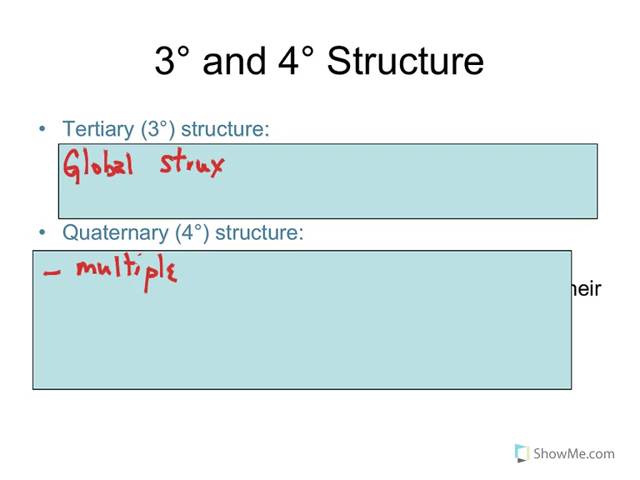 3° and 4° Structure
• Tertiary (3°) structure:
Global strux
• Quaternary (4°) structure:
- multiple
heir
ShowMe.com